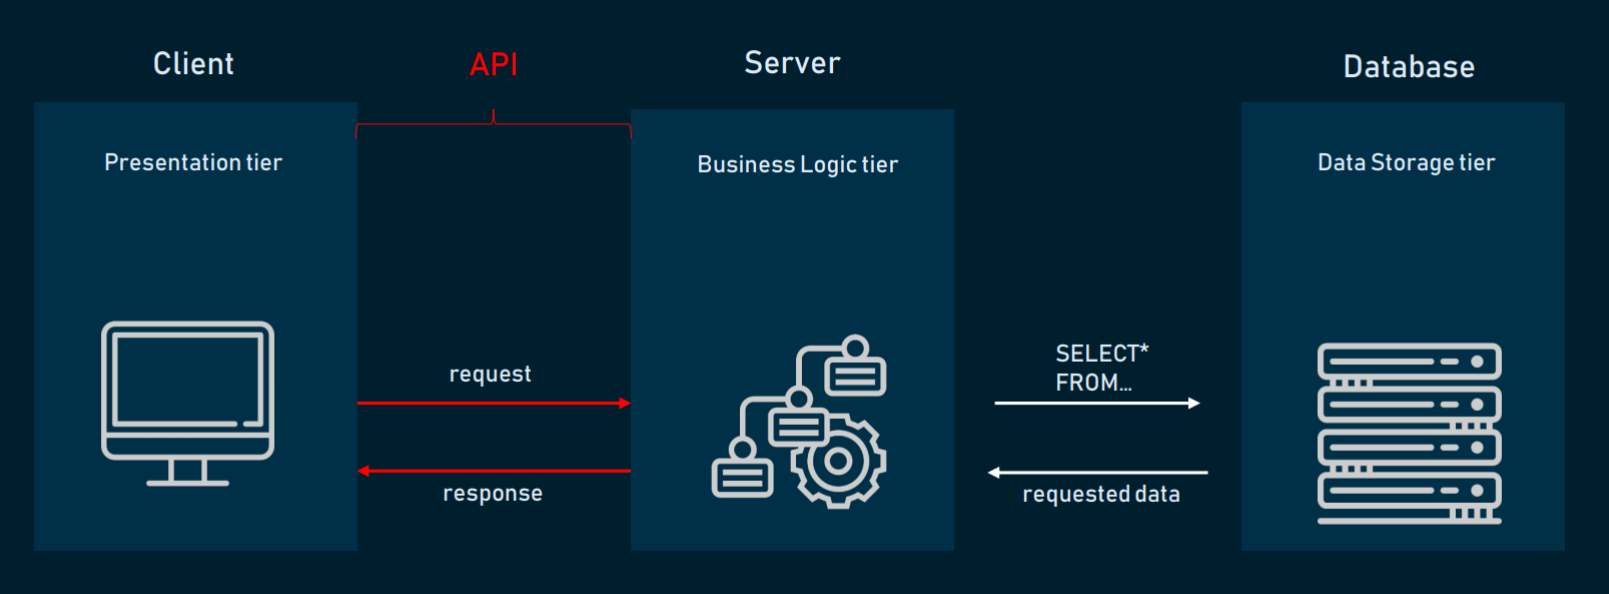 Client
API
Server
Database
Presentation tier
Business Logic tier
Data Storage tier
request
response
SELECT*
FROM...
requested data